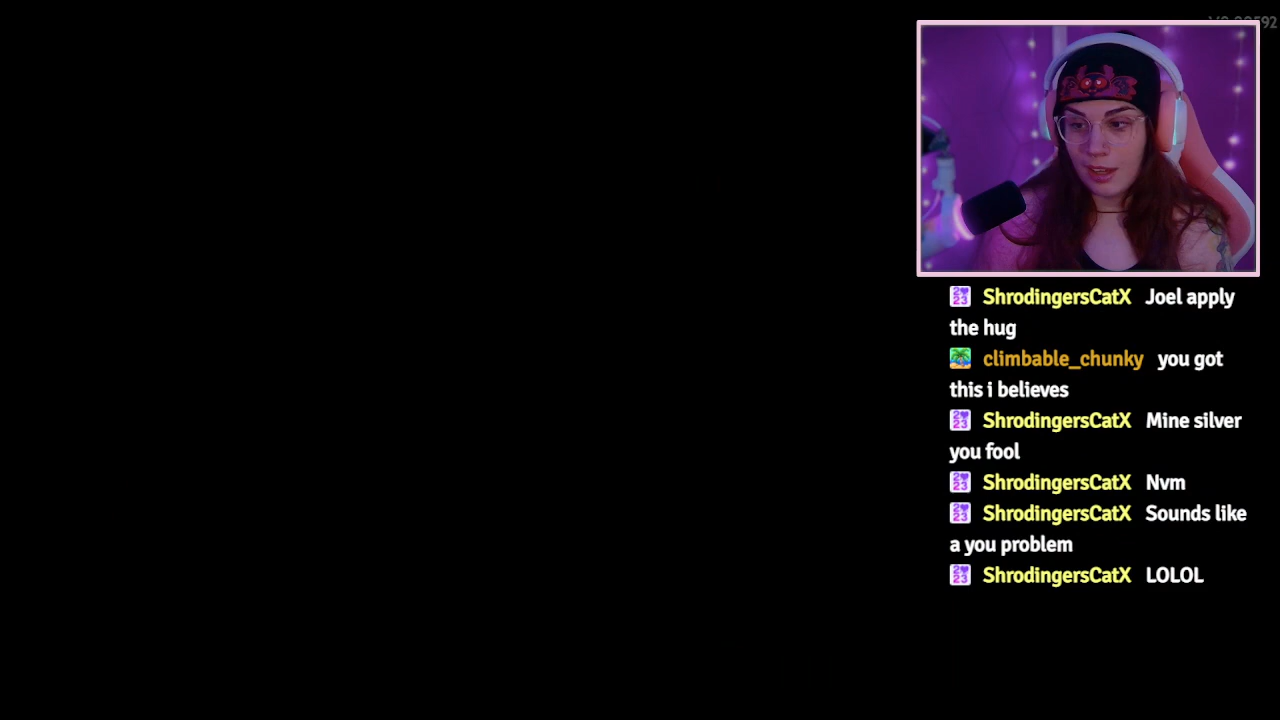 ShrodingersCatX Joel apply
the hug
climbable_chunky you got
this i believes
ShrodingersCatX Mine silver
you fool
ShrodingersCatX Nvm
ShrodingersCatX Sounds like
a you problem
ShrodingersCatX LOLOL